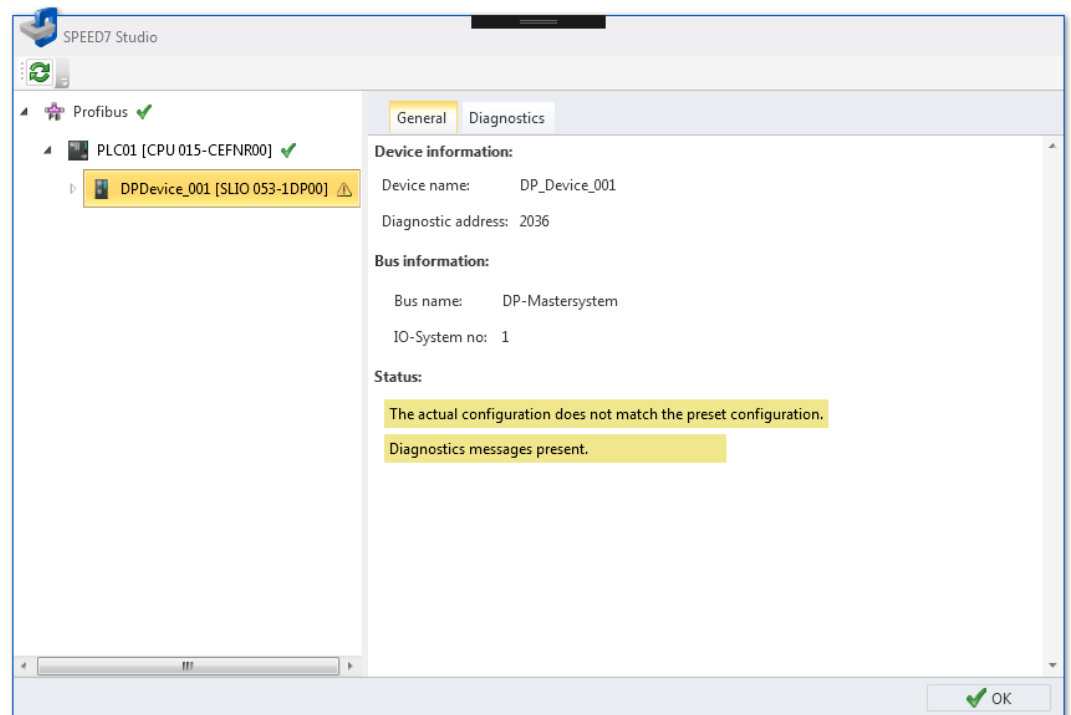 SPEED7 Studio
Profibus
PLC01 [CPU 015-CEFNR00]
DPDevice_001 [SLIO 053-1DP00]
General Diagnostics
Device information:
Device name: DP_Device_001
Diagnostic address: 2036
Bus information:
Bus name: DP-Mastersystem
IO-System no: 1
Status:
The actual configuration does not match the preset configuration.
Diagnostics messages present.
OK